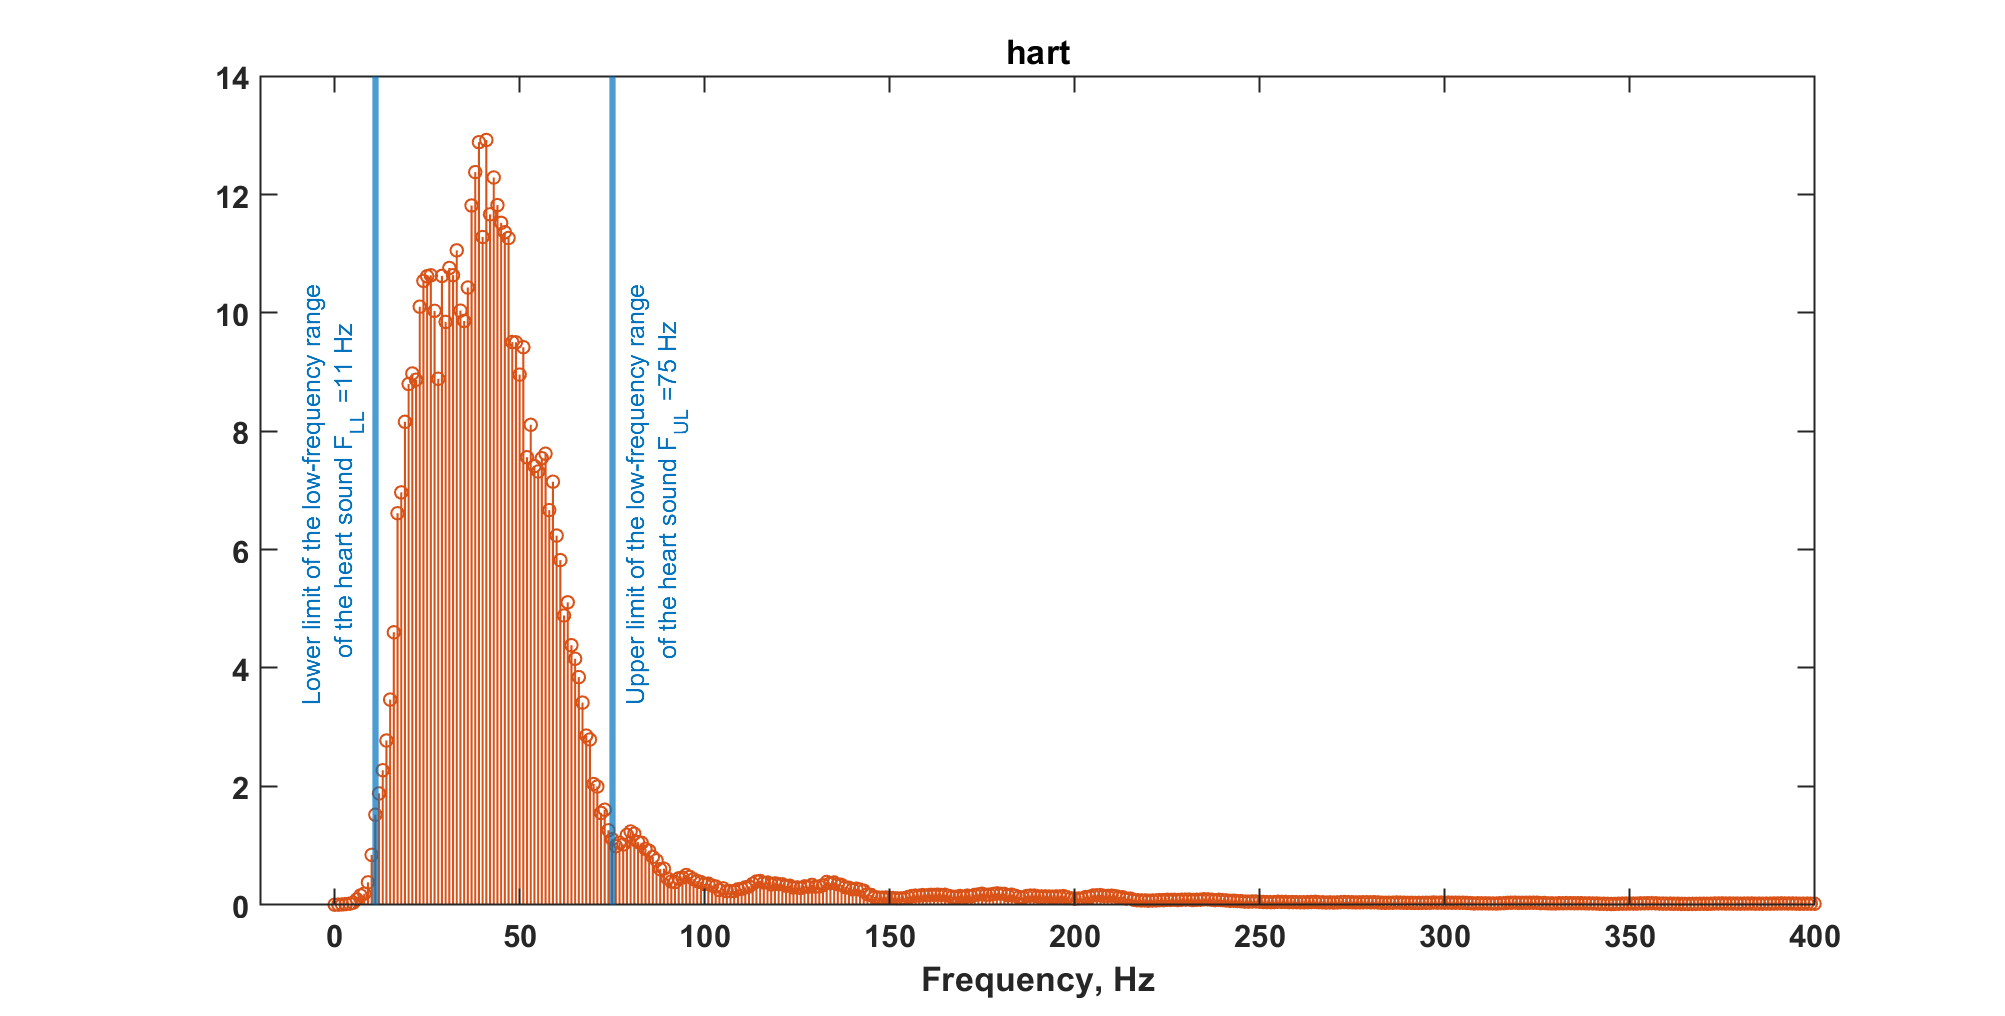 hart
14
12
10
8
6
4
2
0
Lower limit of the low-frequency range
of the heart sound F_LL =11 Hz
Upper limit of the low-frequency range
of the heart sound F_UL =75 Hz
0 50 100 150 200 250 300 350 400
Frequency, Hz